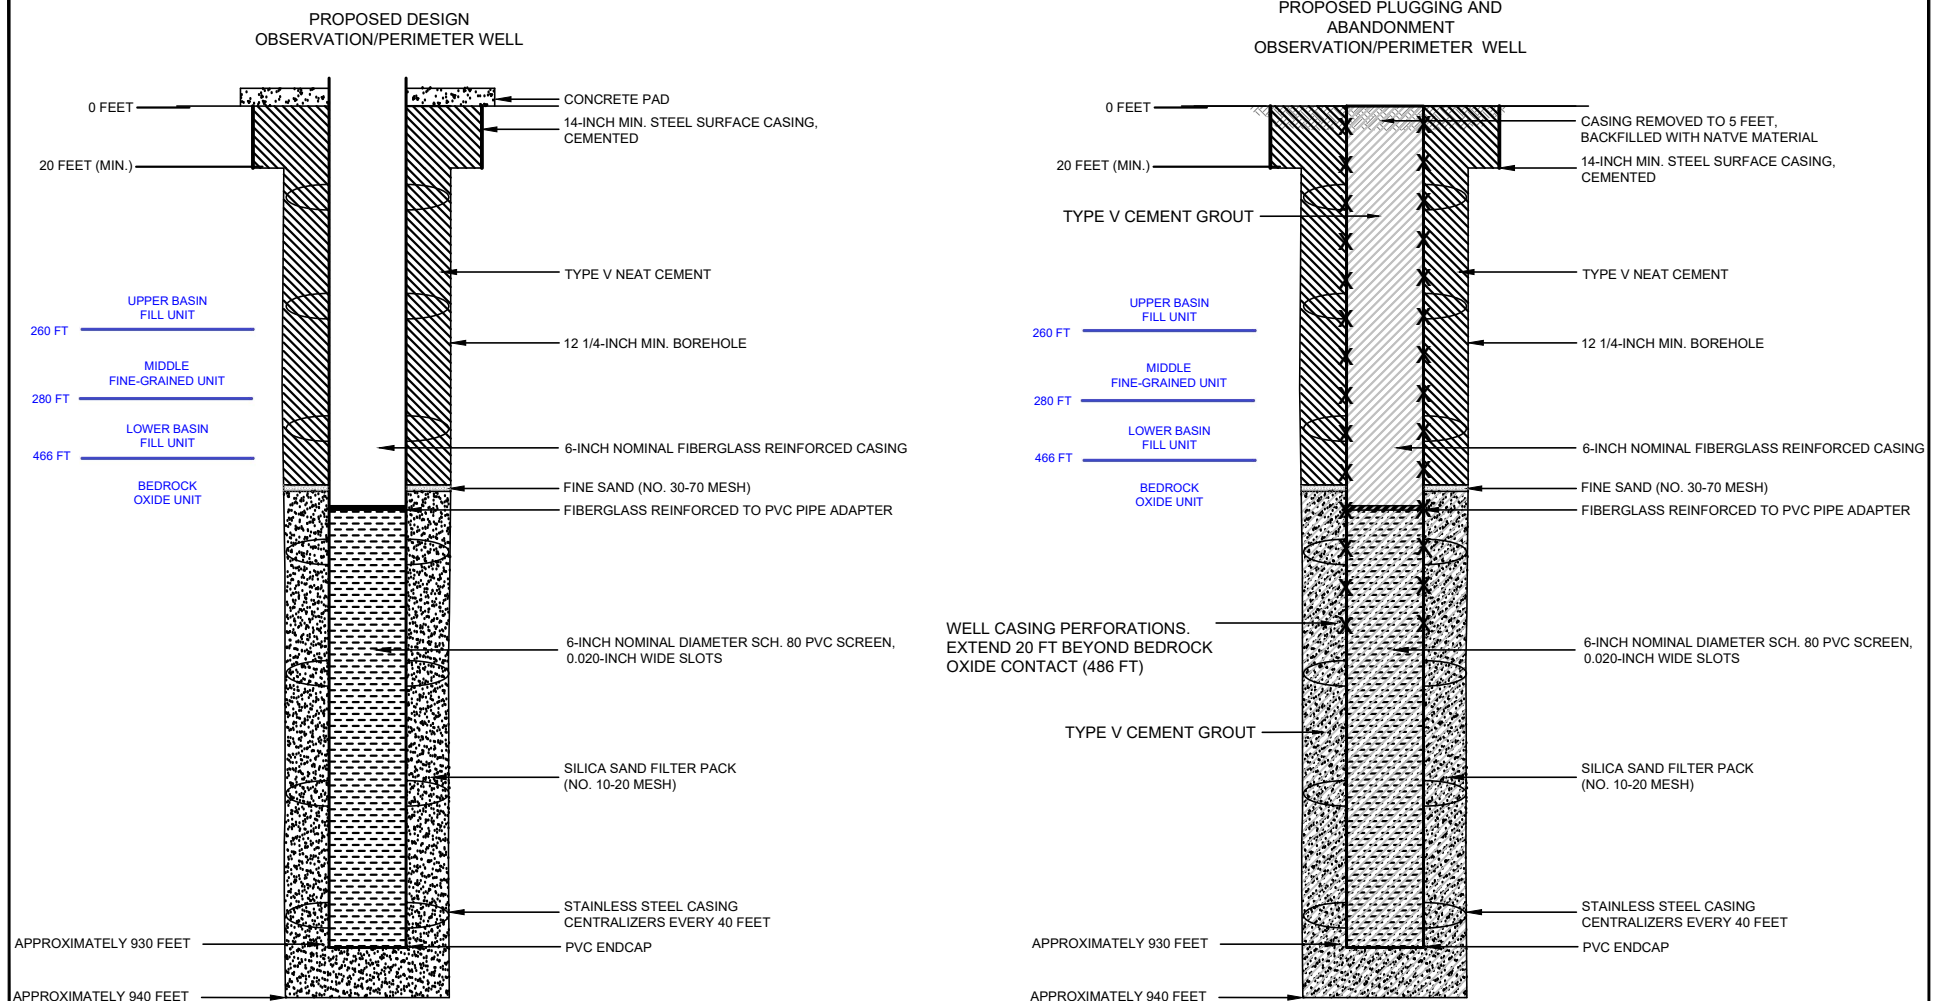 PROPOSED DESIGN
OBSERVATION/PERIMETER WELL
0 FEET
CONCRETE PAD
14-INCH MIN. STEEL SURFACE CASING,
CEMENTED
20 FEET (MIN.)
TYPE V NEAT CEMENT
UPPER BASIN
FILL UNIT
260 FT
12 1/4-INCH MIN. BOREHOLE
MIDDLE
FINE-GRAINED UNIT
280 FT
LOWER BASIN
FILL UNIT
6-INCH NOMINAL FIBERGLASS REINFORCED CASING
466 FT
BEDROCK
OXIDE UNIT
FINE SAND (NO. 30-70 MESH)
FIBERGLASS REINFORCED TO PVC PIPE ADAPTER
6-INCH NOMINAL DIAMETER SCH. 80 PVC SCREEN,
0.020-INCH WIDE SLOTS
SILICA SAND FILTER PACK
(NO. 10-20 MESH)
STAINLESS STEEL CASING
CENTRALIZERS EVERY 40 FEET
APPROXIMATELY 930 FEET
PVC ENDCAP
APPROXIMATELY 940 FEET
PROPOSED PLUGGING AND
ABANDONMENT
OBSERVATION/PERIMETER WELL
0 FEET
CASING REMOVED TO 5 FEET,
BACKFILLED WITH NATVE MATERIAL
20 FEET (MIN.)
14-INCH MIN. STEEL SURFACE CASING,
CEMENTED
TYPE V CEMENT GROUT
TYPE V NEAT CEMENT
UPPER BASIN
FILL UNIT
260 FT
12 1/4-INCH MIN. BOREHOLE
MIDDLE
FINE-GRAINED UNIT
280 FT
LOWER BASIN
FILL UNIT
6-INCH NOMINAL FIBERGLASS REINFORCED CASING
466 FT
BEDROCK
OXIDE UNIT
FINE SAND (NO. 30-70 MESH)
FIBERGLASS REINFORCED TO PVC PIPE ADAPTER
WELL CASING PERFORATIONS.
EXTEND 20 FT BEYOND BEDROCK
OXIDE CONTACT (486 FT)
6-INCH NOMINAL DIAMETER SCH. 80 PVC SCREEN,
0.020-INCH WIDE SLOTS
TYPE V CEMENT GROUT
SILICA SAND FILTER PACK
(NO. 10-20 MESH)
STAINLESS STEEL CASING
CENTRALIZERS EVERY 40 FEET
APPROXIMATELY 930 FEET
PVC ENDCAP
APPROXIMATELY 940 FEET